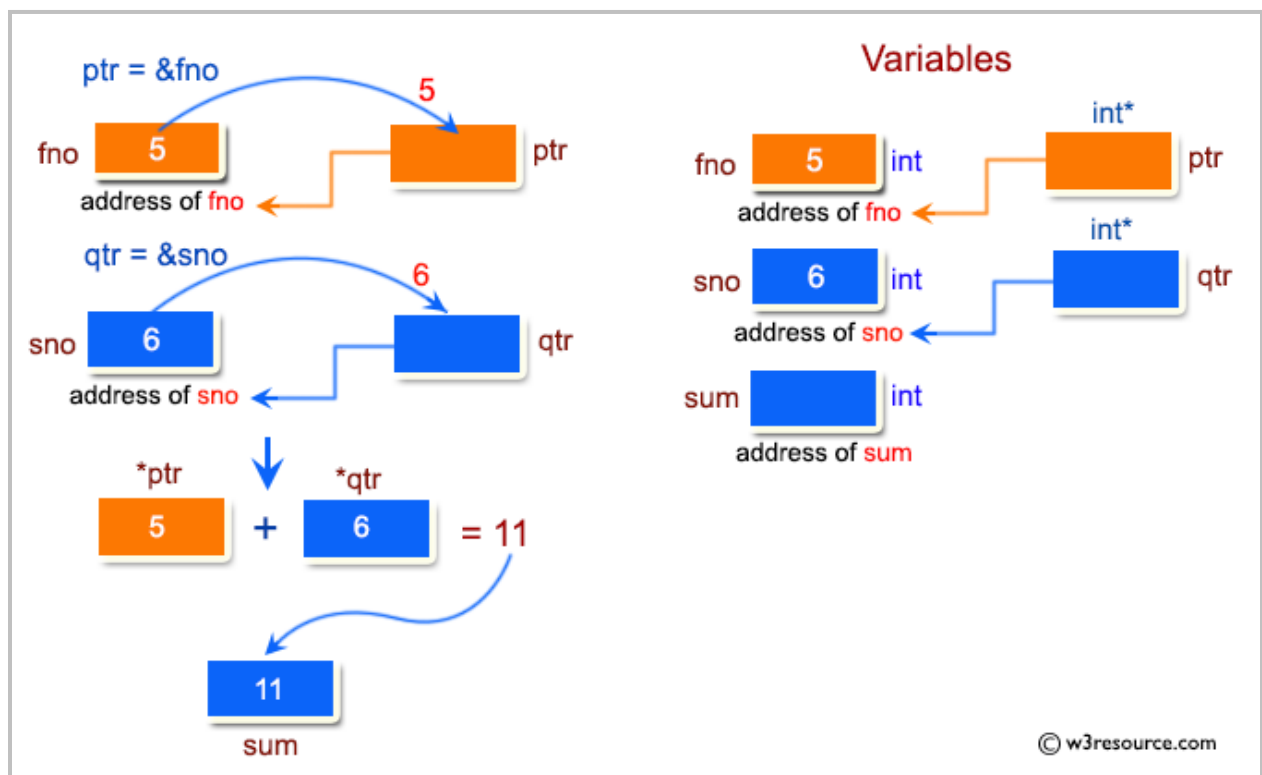 ptr = &fno
5
fno 5 ptr
address of fno
qtr = &sno
6
sno 6 qtr
address of sno
*ptr *qtr
5 + 6 = 11
11
sum
Variables
int*
fno 5 int ptr
address of fno
int*
sno 6 int qtr
address of sno
sum int
address of sum
© w3resource.com